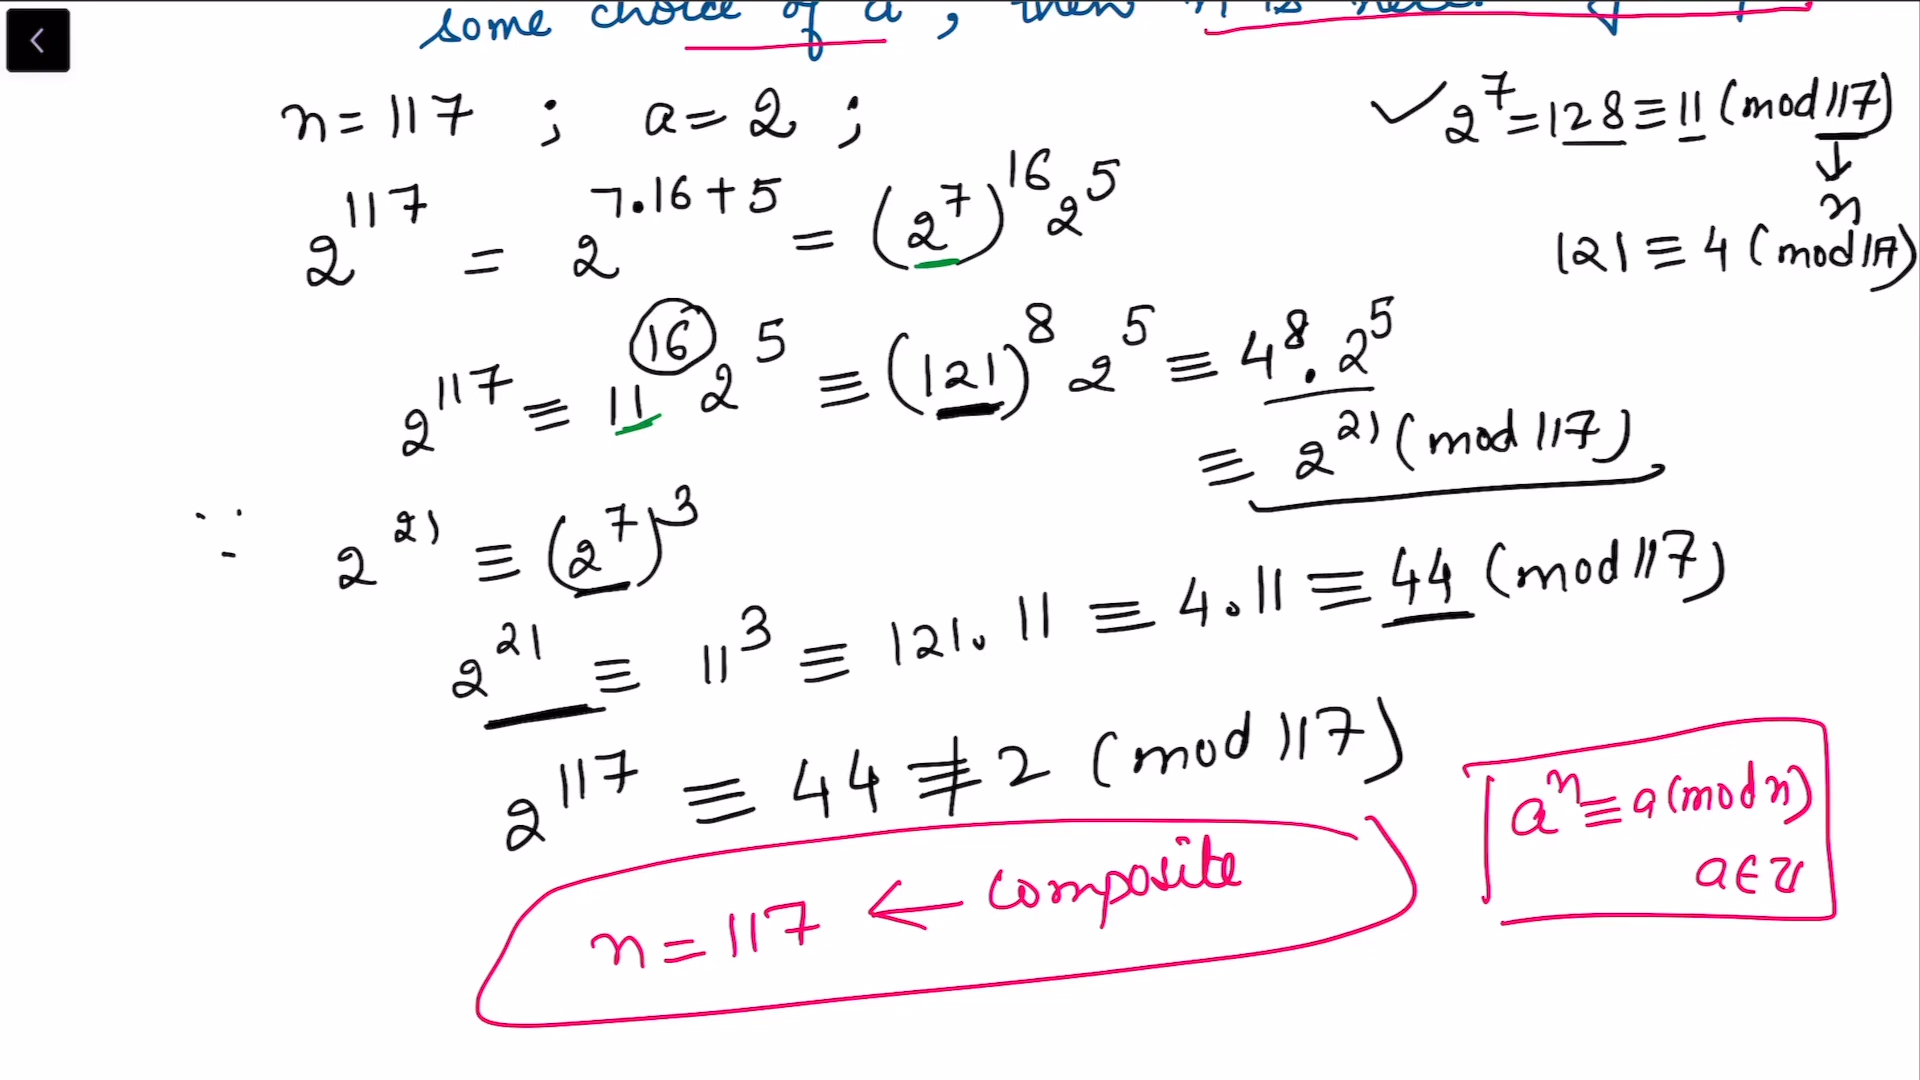 some choice of a, then n is
n = 117 ; a = 2 ;
✓ 2^7 = 128 ≡ 11 (mod 117)
↓
n
2^117 = 2^(7·16+5) = (2^7)^16 2^5
121 ≡ 4 (mod 117)
2^117 ≡ 11^16 2^5 ≡ (121)^8 2^5 ≡ 4^8 · 2^5
≡ 2^21 (mod 117)
∵ 2^21 ≡ (2^7)^3
2^21 ≡ 11^3 ≡ 121 · 11 ≡ 4 · 11 ≡ 44 (mod 117)
2^117 ≡ 44 ≢ 2 (mod 117)
n = 117 ← composite
a^n ≡ a (mod n)
a ∈ ℤ